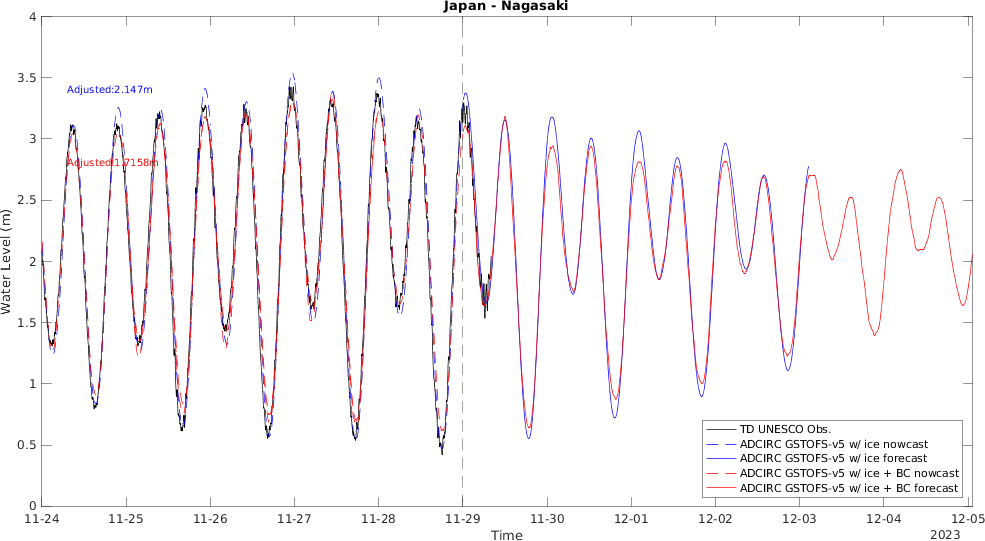 Japan - Nagasaki
4
3.5
3
2.5
2
1.5
1
0.5
0
Water Level (m)
Adjusted:2.147m
Adjusted:1.7158m
TD UNESCO Obs.
ADCIRC GSTOFS-v5 w/ ice nowcast
ADCIRC GSTOFS-v5 w/ ice forecast
ADCIRC GSTOFS-v5 w/ ice + BC nowcast
ADCIRC GSTOFS-v5 w/ ice + BC forecast
11-24 11-25 11-26 11-27 11-28 11-29 11-30 12-01 12-02 12-03 12-04 12-05
Time
2023